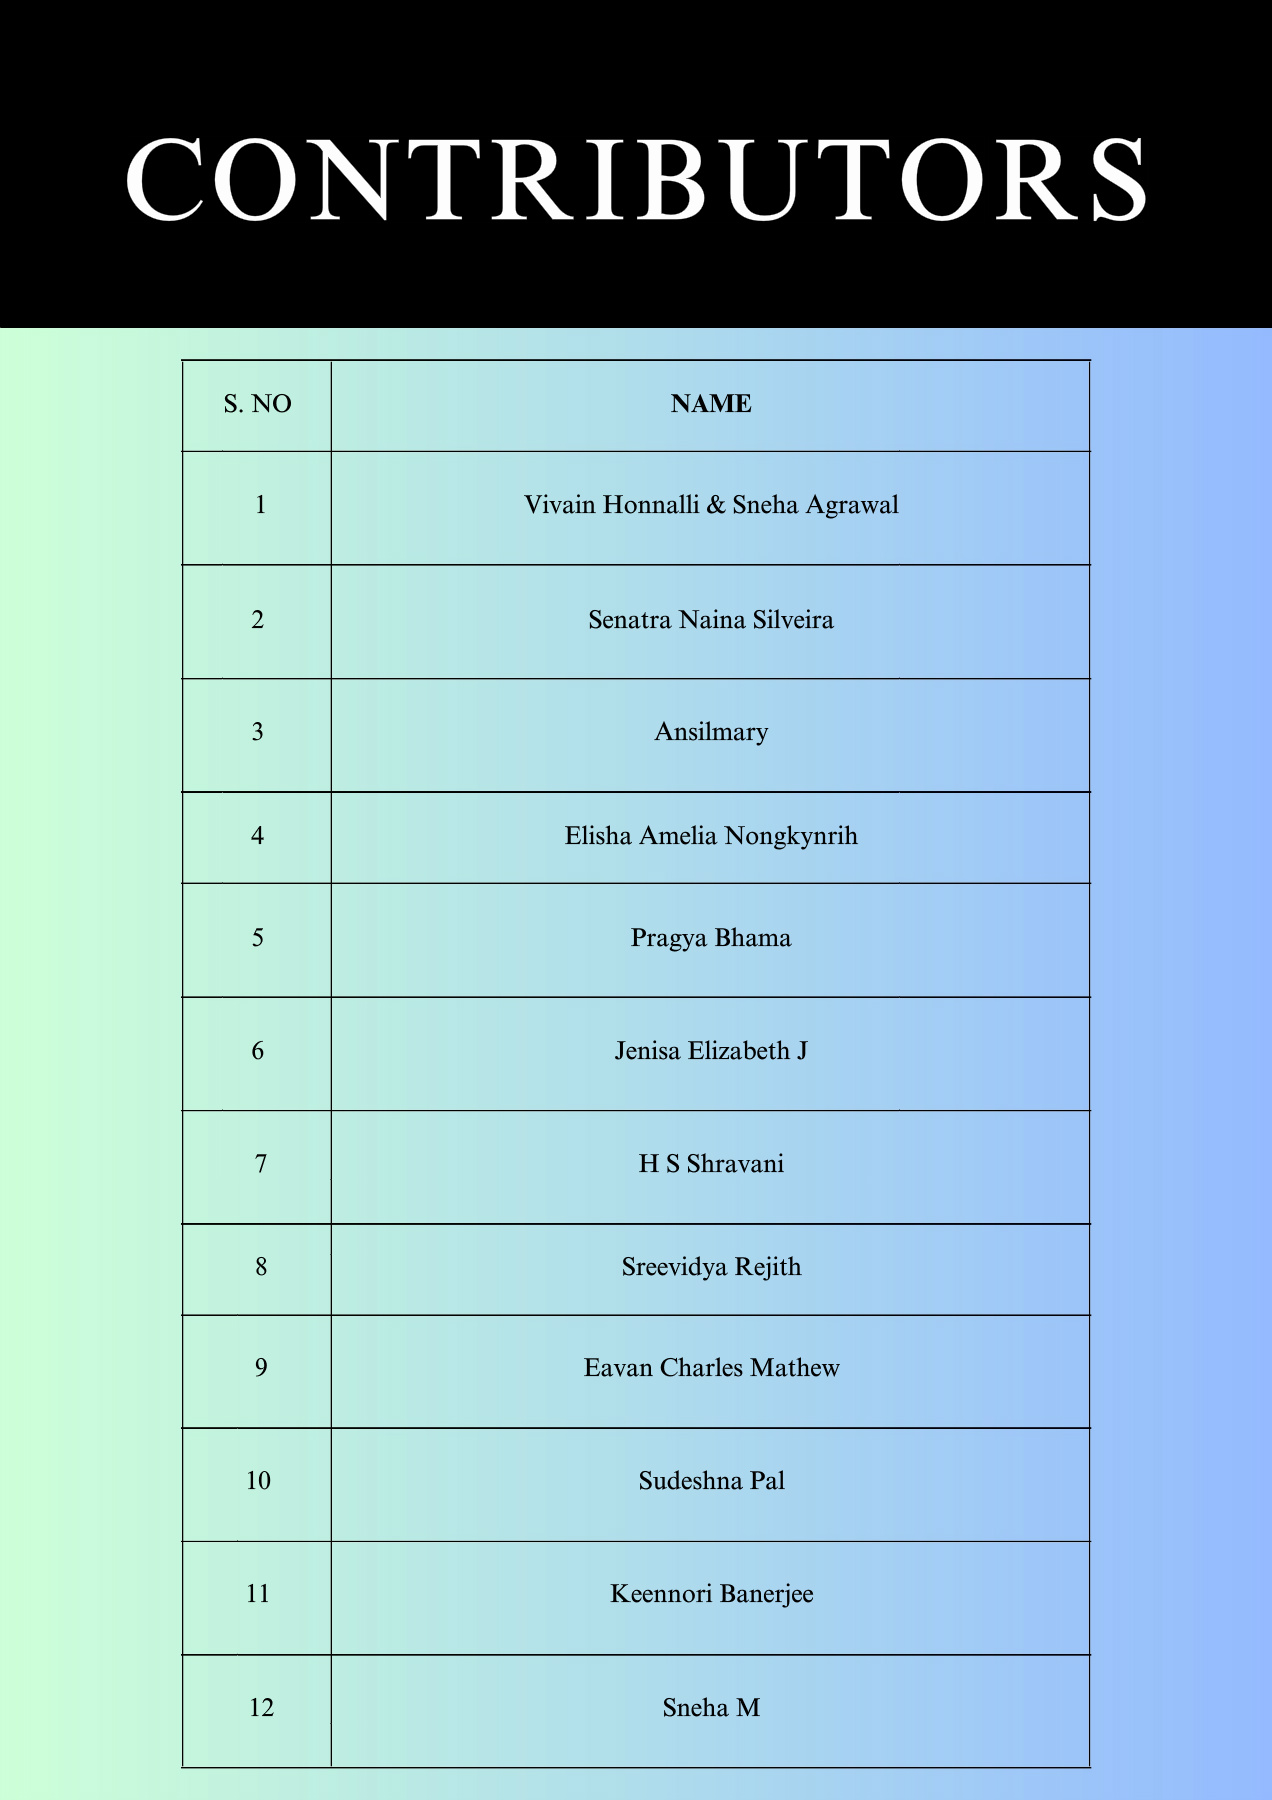 CONTRIBUTORS
S. NO NAME
1 Vivain Honnalli & Sneha Agrawal
2 Senatra Naina Silveira
3 Ansilmary
4 Elisha Amelia Nongkynrih
5 Pragya Bhama
6 Jenisa Elizabeth J
7 H S Shravani
8 Sreevidya Rejith
9 Eavan Charles Mathew
10 Sudeshna Pal
11 Keennori Banerjee
12 Sneha M